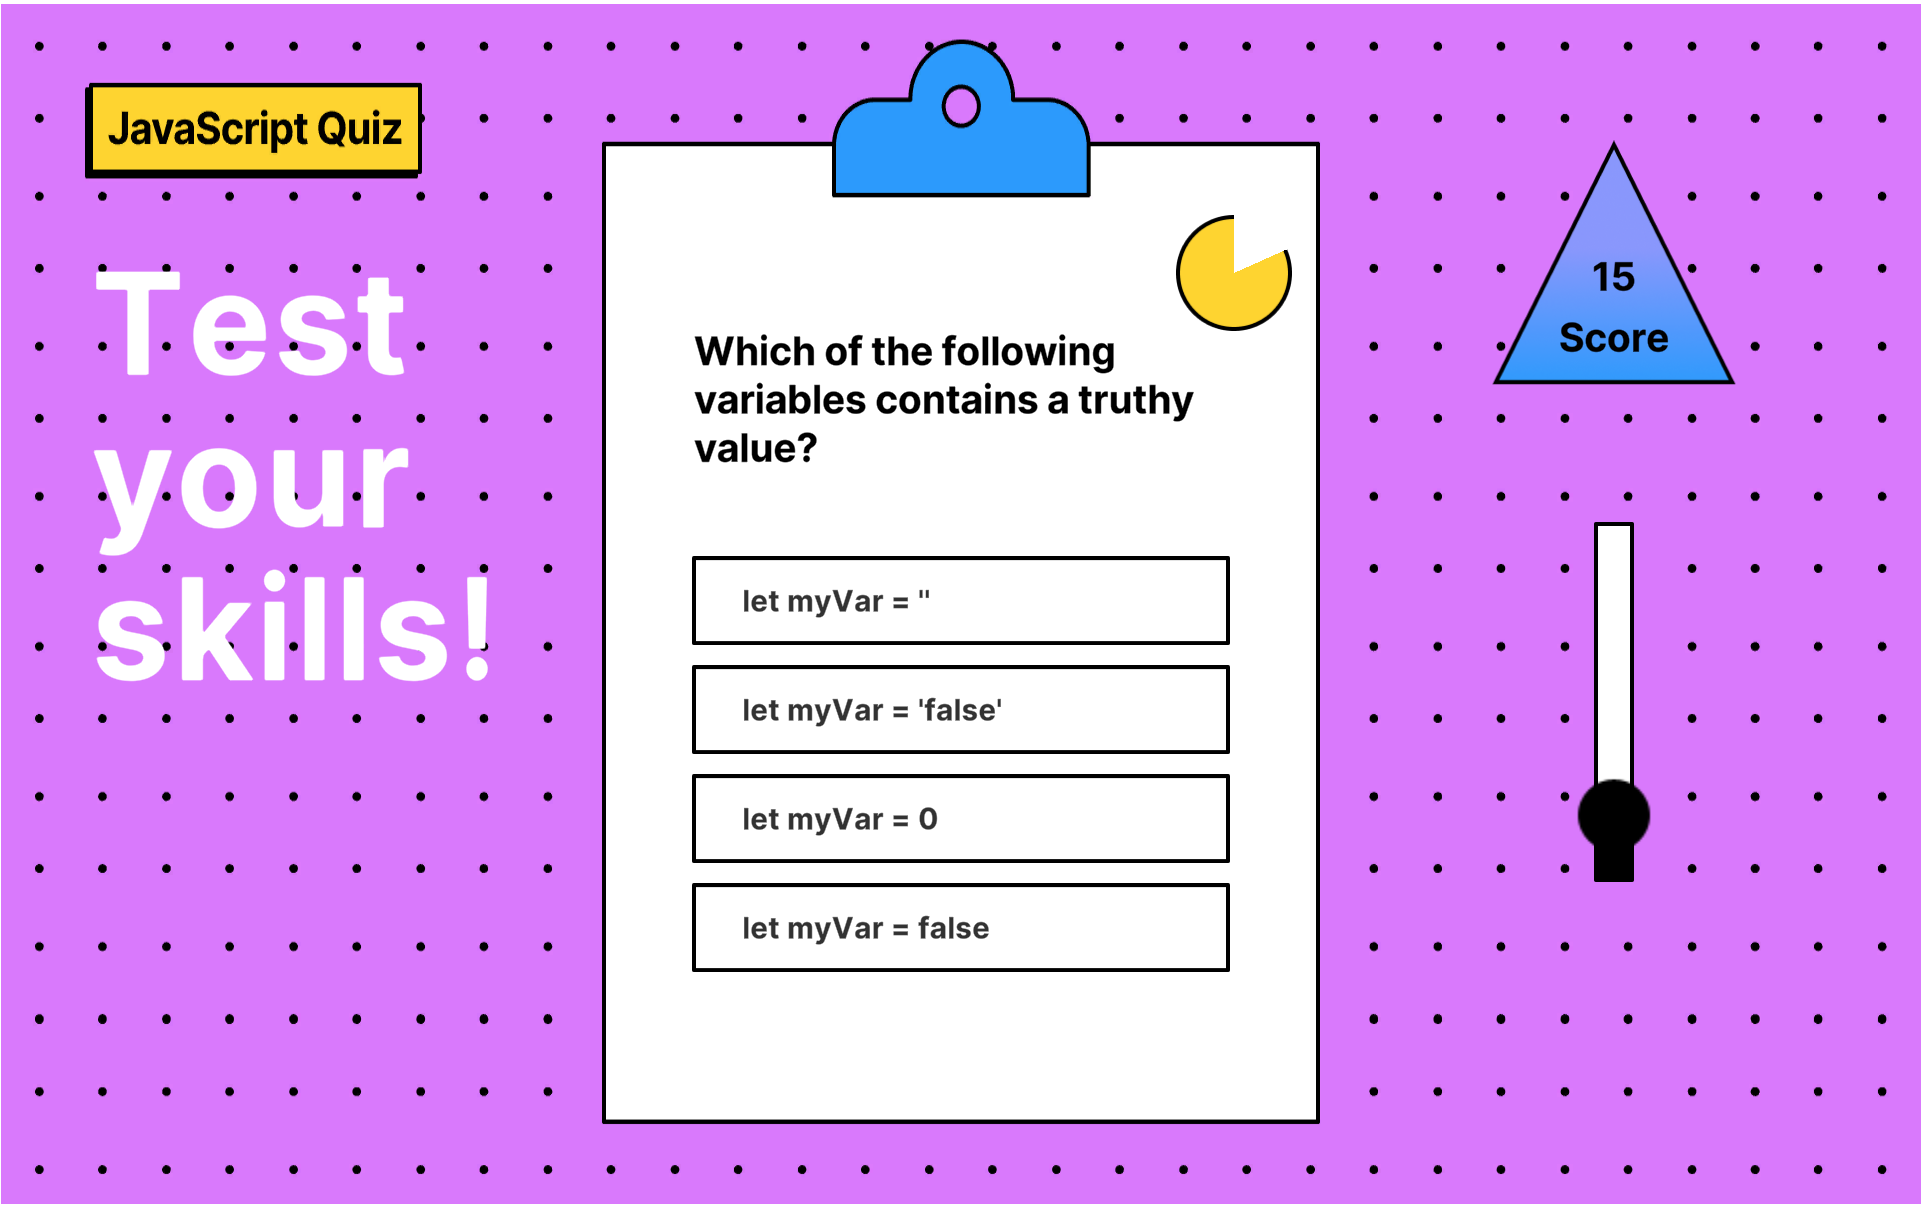 JavaScript Quiz
Test
your
skills!
Which of the following
variables contains a truthy
value?
let myVar = ''
let myVar = 'false'
let myVar = 0
let myVar = false
15
Score